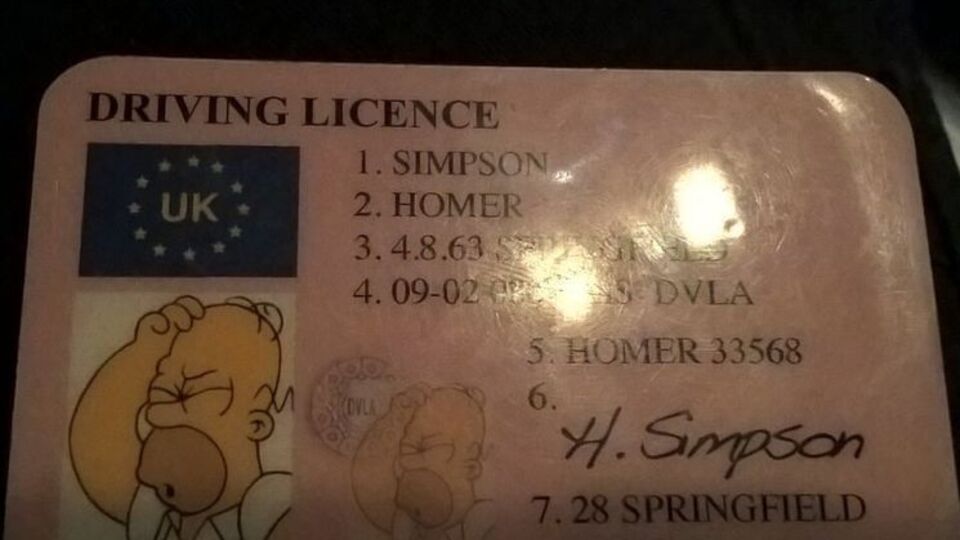 DRIVING LICENCE
UK
1. SIMPSON
2. HOMER
3. 4.8.63 SPRINGFIELD
4. 09-02 DVLA
5. HOMER 33568
DVLA
6.
H. Simpson
7. 28 SPRINGFIELD